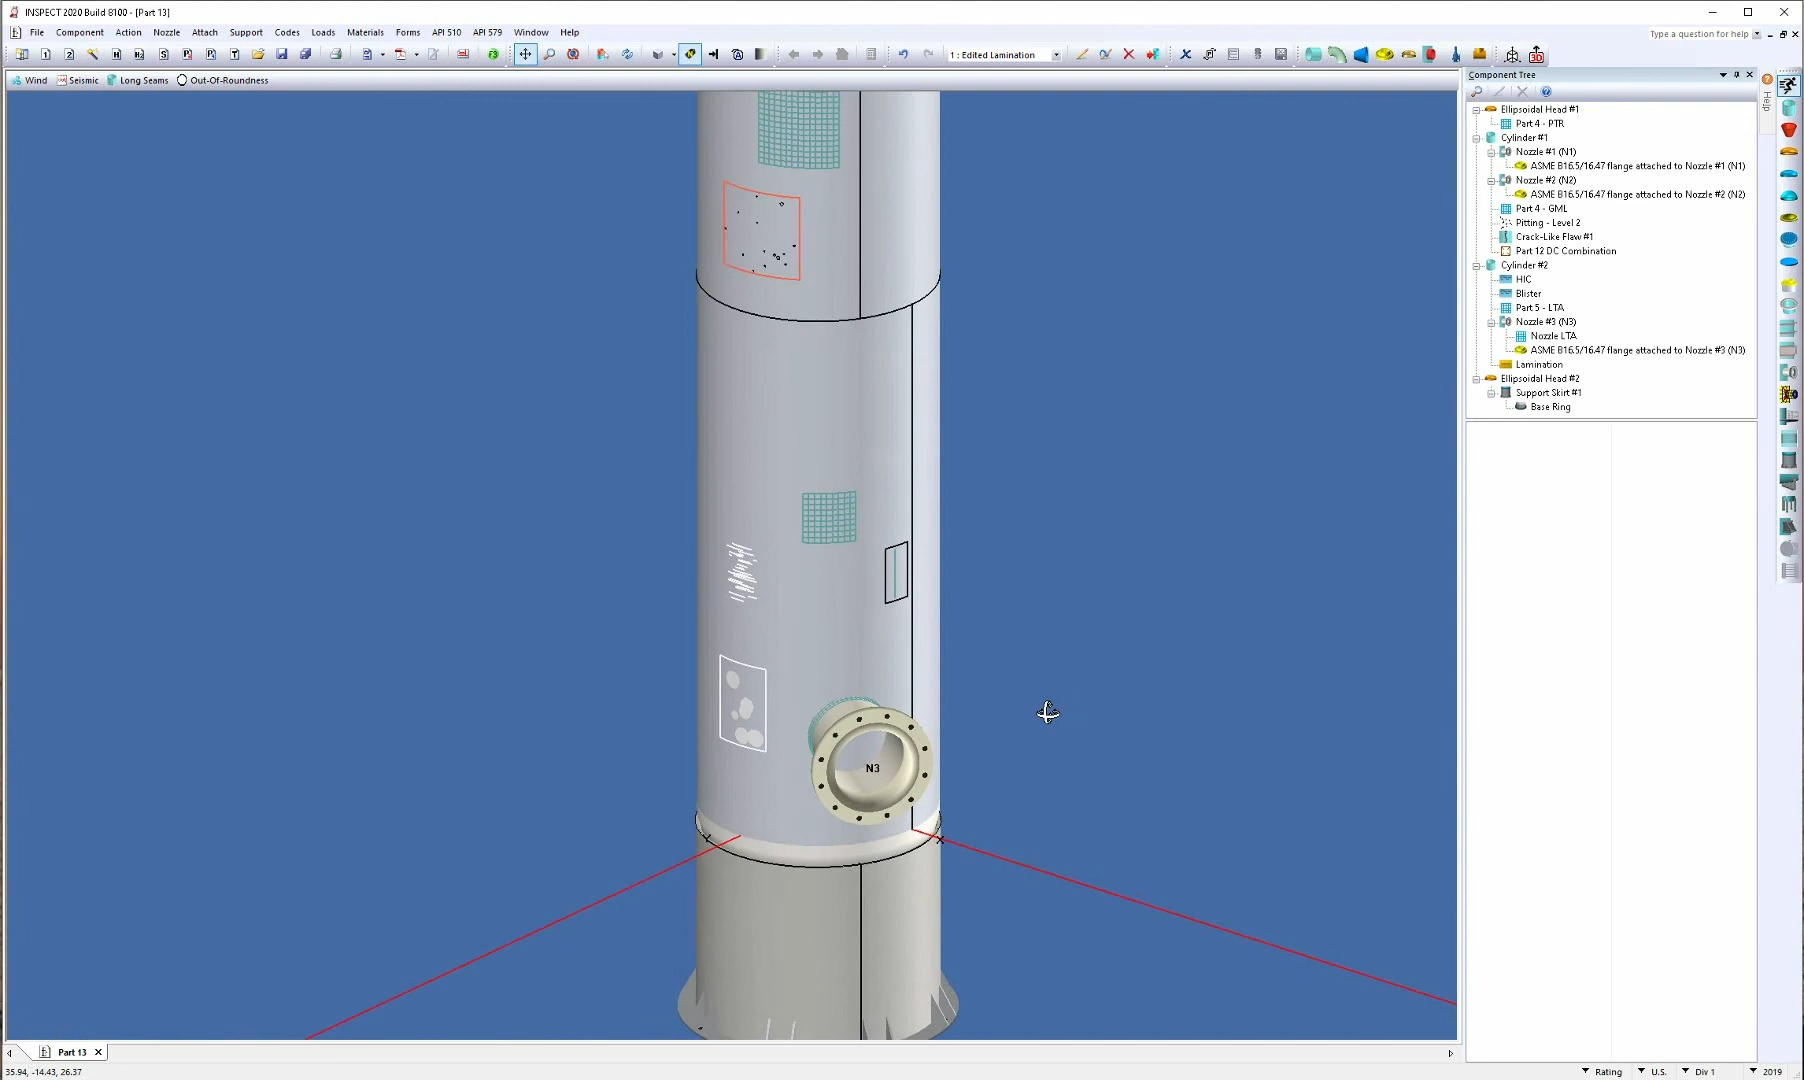 INSPECT 2020 Build 8100 - [Part 13]
File Component Action Nozzle Attach Support Codes Loads Materials Forms API 510 API 579 Window Help
Type a question for help
1 : Edited Lamination
Wind Seismic Long Seams Out-Of-Roundness
Component Tree
Help
Ellipsoidal Head #1
Part 4 - PTR
Cylinder #1
Nozzle #1 (N1)
ASME B16.5/16.47 flange attached to Nozzle #1 (N1)
Nozzle #2 (N2)
ASME B16.5/16.47 flange attached to Nozzle #2 (N2)
Part 4 - GML
Pitting - Level 2
Crack-Like Flaw #1
Part 12 DC Combination
Cylinder #2
HIC
Blister
Part 5 - LTA
Nozzle #3 (N3)
Nozzle LTA
ASME B16.5/16.47 flange attached to Nozzle #3 (N3)
Lamination
Ellipsoidal Head #2
Support Skirt #1
Base Ring
N3
Y
X
Part 13
35.94, -14.43, 26.37
Rating U.S. Div 1 2019